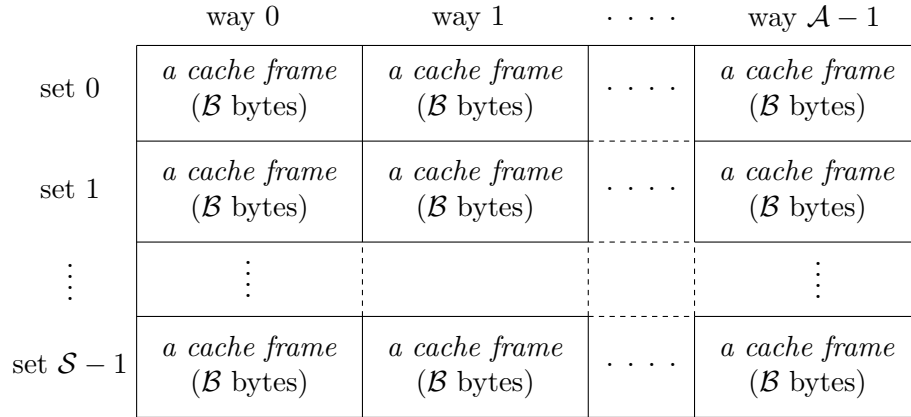 way 0 way 1 · · · · way 𝒜 − 1
set 0 a cache frame (ℬ bytes) a cache frame (ℬ bytes) · · · · a cache frame (ℬ bytes)
set 1 a cache frame (ℬ bytes) a cache frame (ℬ bytes) · · · · a cache frame (ℬ bytes)
⋮ ⋮ ⋮
set 𝒮 − 1 a cache frame (ℬ bytes) a cache frame (ℬ bytes) · · · · a cache frame (ℬ bytes)